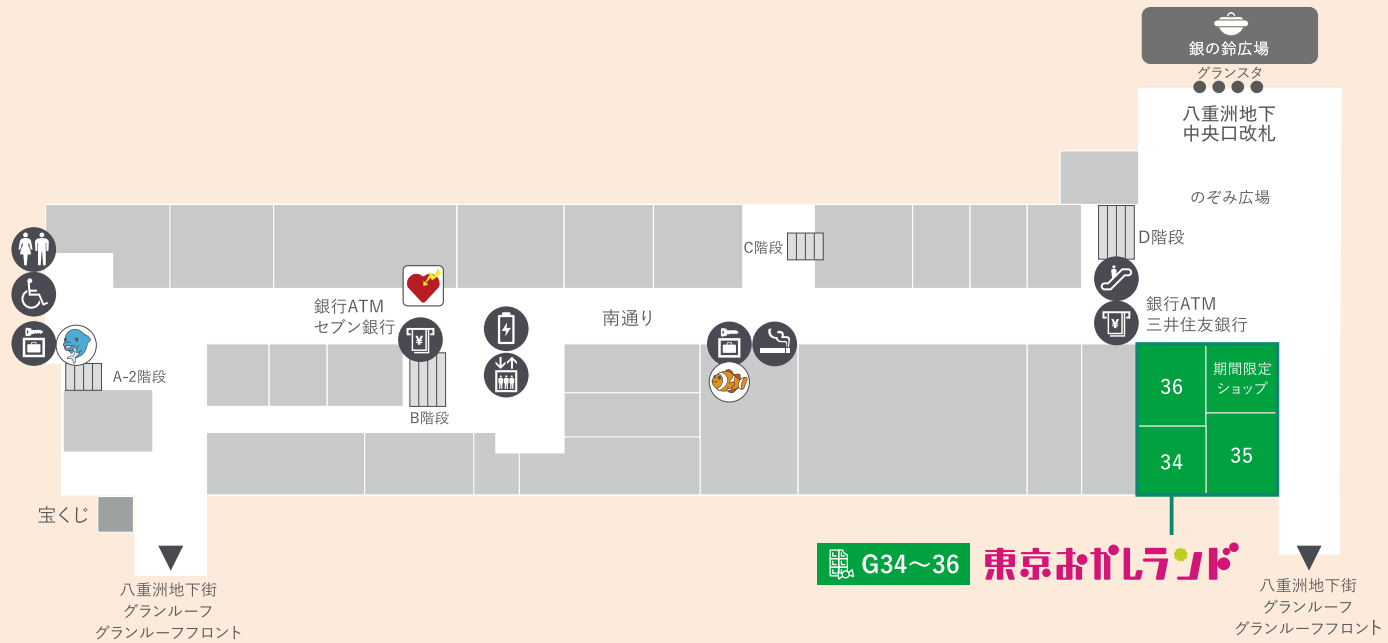 銀の鈴広場
グランスタ
八重洲地下
中央口改札
のぞみ広場
D階段
C階段
銀行ATM
セブン銀行
南通り
銀行ATM
三井住友銀行
A-2階段
B階段
36
期間限定
ショップ
34
35
宝くじ
G34〜36
東京おかしランド
八重洲地下街
グランルーフ
グランルーフフロント
八重洲地下街
グランルーフ
グランルーフフロント